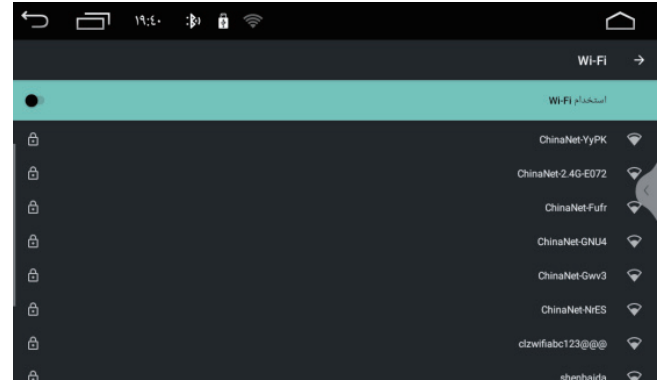 ١٩:٤٠
Wi-Fi
استخدام Wi-Fi
ChinaNet-YyPK
ChinaNet-2.4G-E072
ChinaNet-Fufr
ChinaNet-GNU4
ChinaNet-Gwv3
ChinaNet-NrES
clzwifiabc123@@@
shenhaida